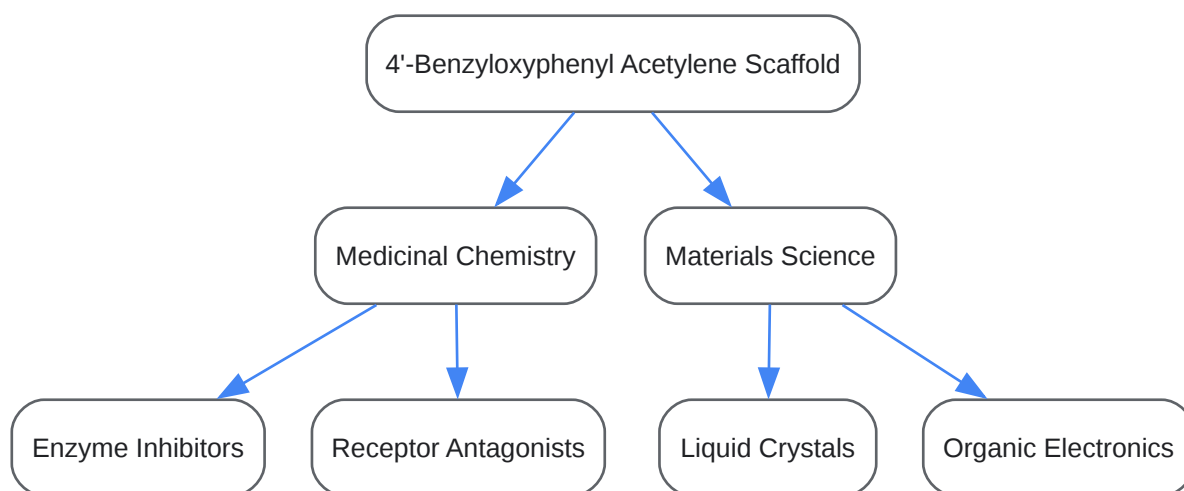 4'-Benzyloxyphenyl Acetylene Scaffold
Medicinal Chemistry
Materials Science
Enzyme Inhibitors
Receptor Antagonists
Liquid Crystals
Organic Electronics